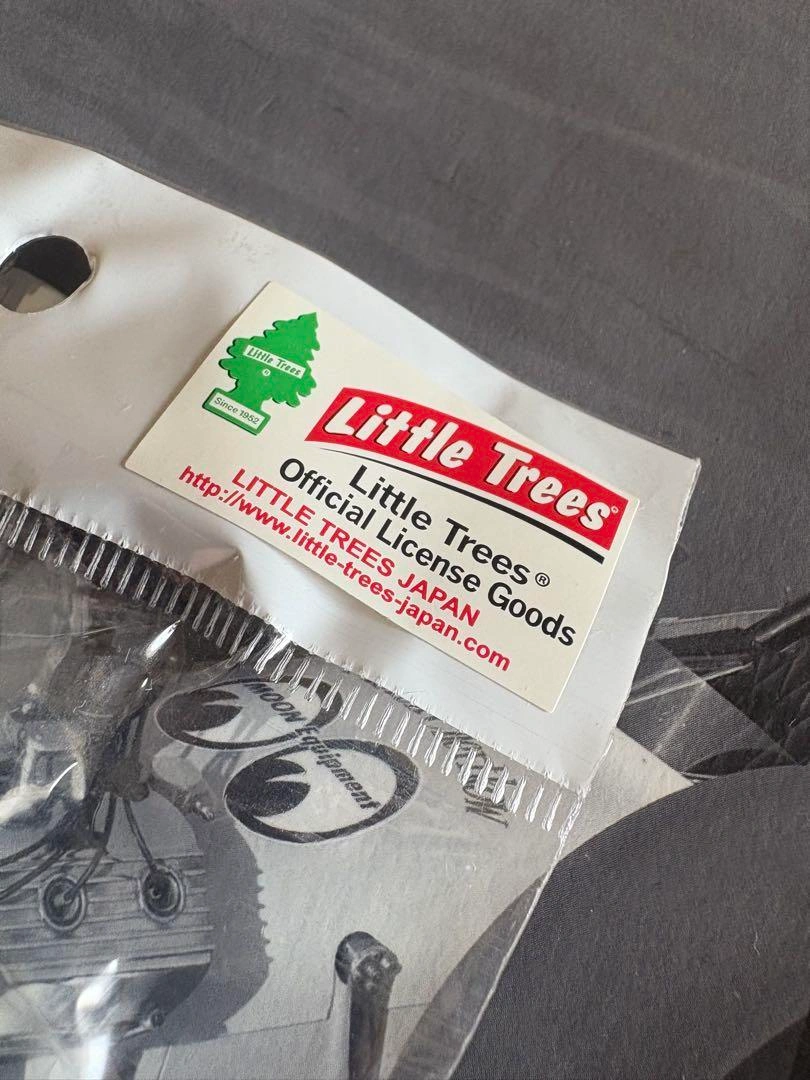 Little Trees
®
Since 1952
Little Trees®
Little Trees®
Official License Goods
LITTLE TREES JAPAN
http://www.little-trees-japan.com
MOON Equipment